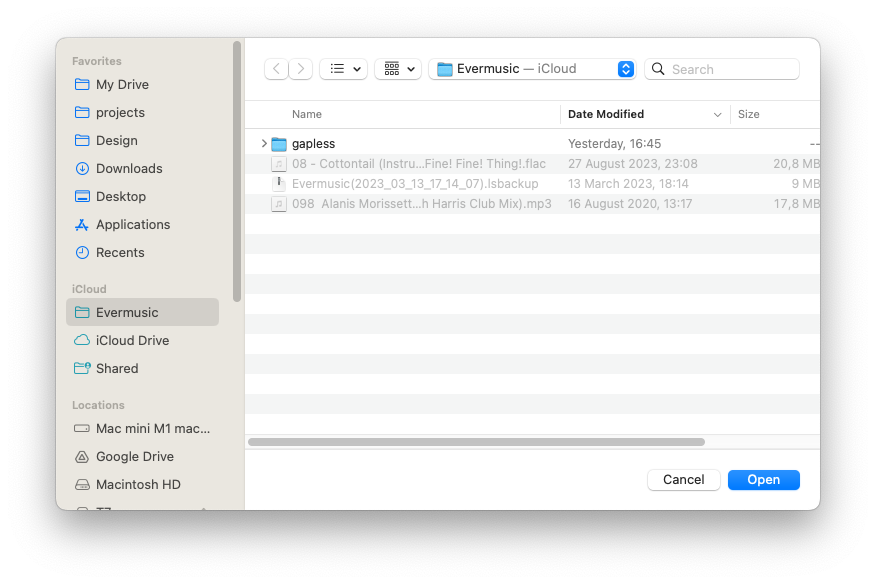 Favorites
My Drive
projects
Design
Downloads
Desktop
Applications
Recents
iCloud
Evermusic
iCloud Drive
Shared
Locations
Mac mini M1 mac...
Google Drive
Macintosh HD
Evermusic — iCloud
Search
Name Date Modified Size
gapless Yesterday, 16:45 --
08 - Cottontail (Instru...Fine! Fine! Thing!.flac 27 August 2023, 23:08 20,8 MB
Evermusic(2023_03_13_17_14_07).lsbackup 13 March 2023, 18:14 9 MB
098 Alanis Morissett...h Harris Club Mix).mp3 16 August 2020, 13:17 17,8 MB
Cancel Open